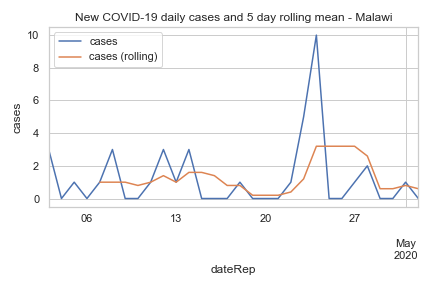 New COVID-19 daily cases and 5 day rolling mean - Malawi
cases
cases (rolling)
cases
10
8
6
4
2
0
06
13
20
27
May
2020
dateRep